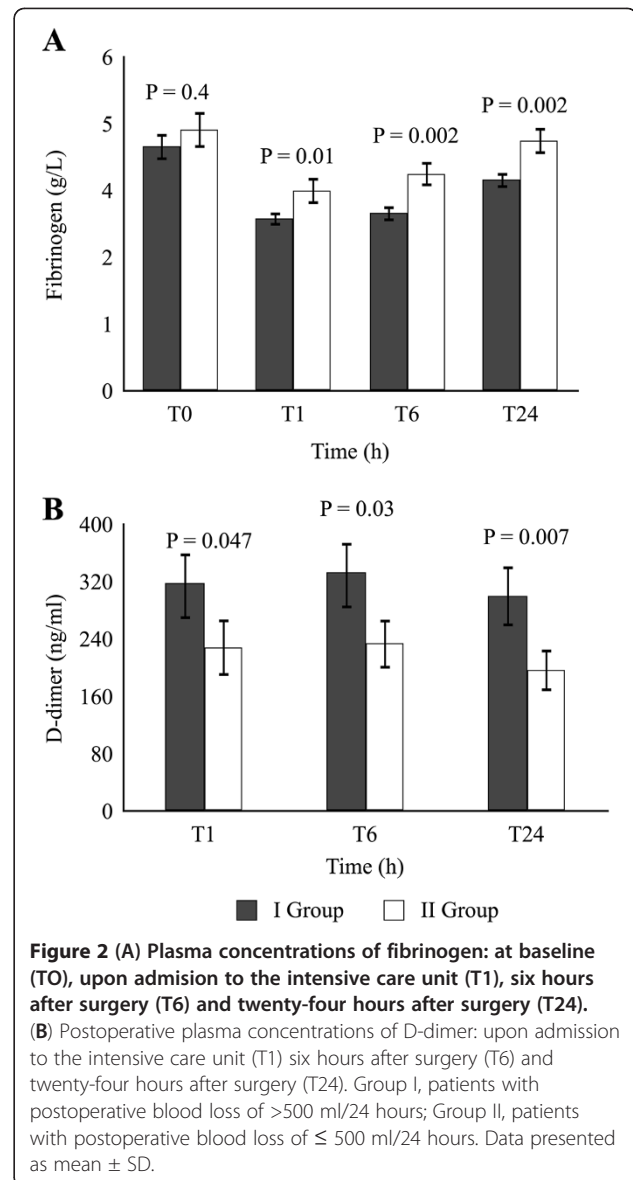 A
6
5
4
2
1
0
Fibrinogen (g/L)
P = 0.4
P = 0.01
P = 0.002
P = 0.002
T0
T1
T6
T24
Time (h)
B
400
320
240
160
80
0
D-dimer (ng/ml)
P = 0.047
P = 0.03
P = 0.007
T1
T6
T24
Time (h)
I Group
II Group
Figure 2 (A) Plasma concentrations of fibrinogen: at baseline
(TO), upon admision to the intensive care unit (T1), six hours
after surgery (T6) and twenty-four hours after surgery (T24).
(B) Postoperative plasma concentrations of D-dimer: upon admission
to the intensive care unit (T1) six hours after surgery (T6) and
twenty-four hours after surgery (T24). Group I, patients with
postoperative blood loss of >500 ml/24 hours; Group II, patients
with postoperative blood loss of ≤ 500 ml/24 hours. Data presented
as mean ± SD.